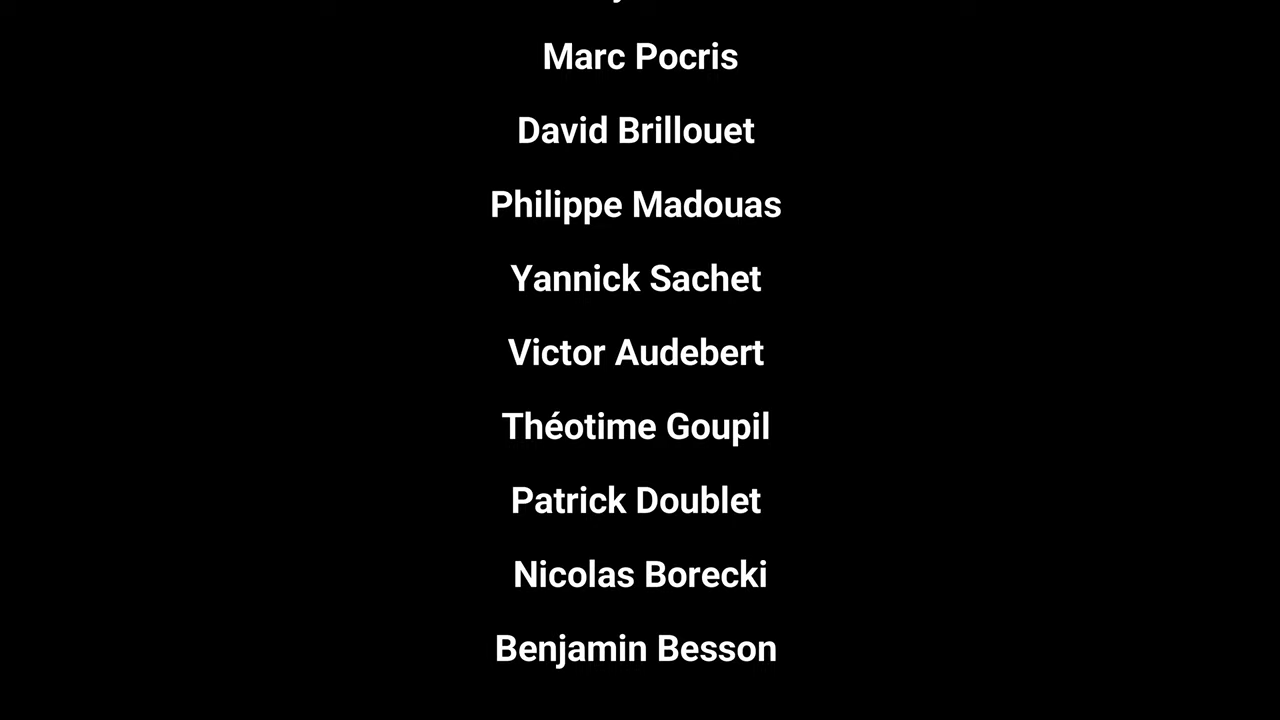 Marc Pocris
David Brillouet
Philippe Madouas
Yannick Sachet
Victor Audebert
Théotime Goupil
Patrick Doublet
Nicolas Borecki
Benjamin Besson